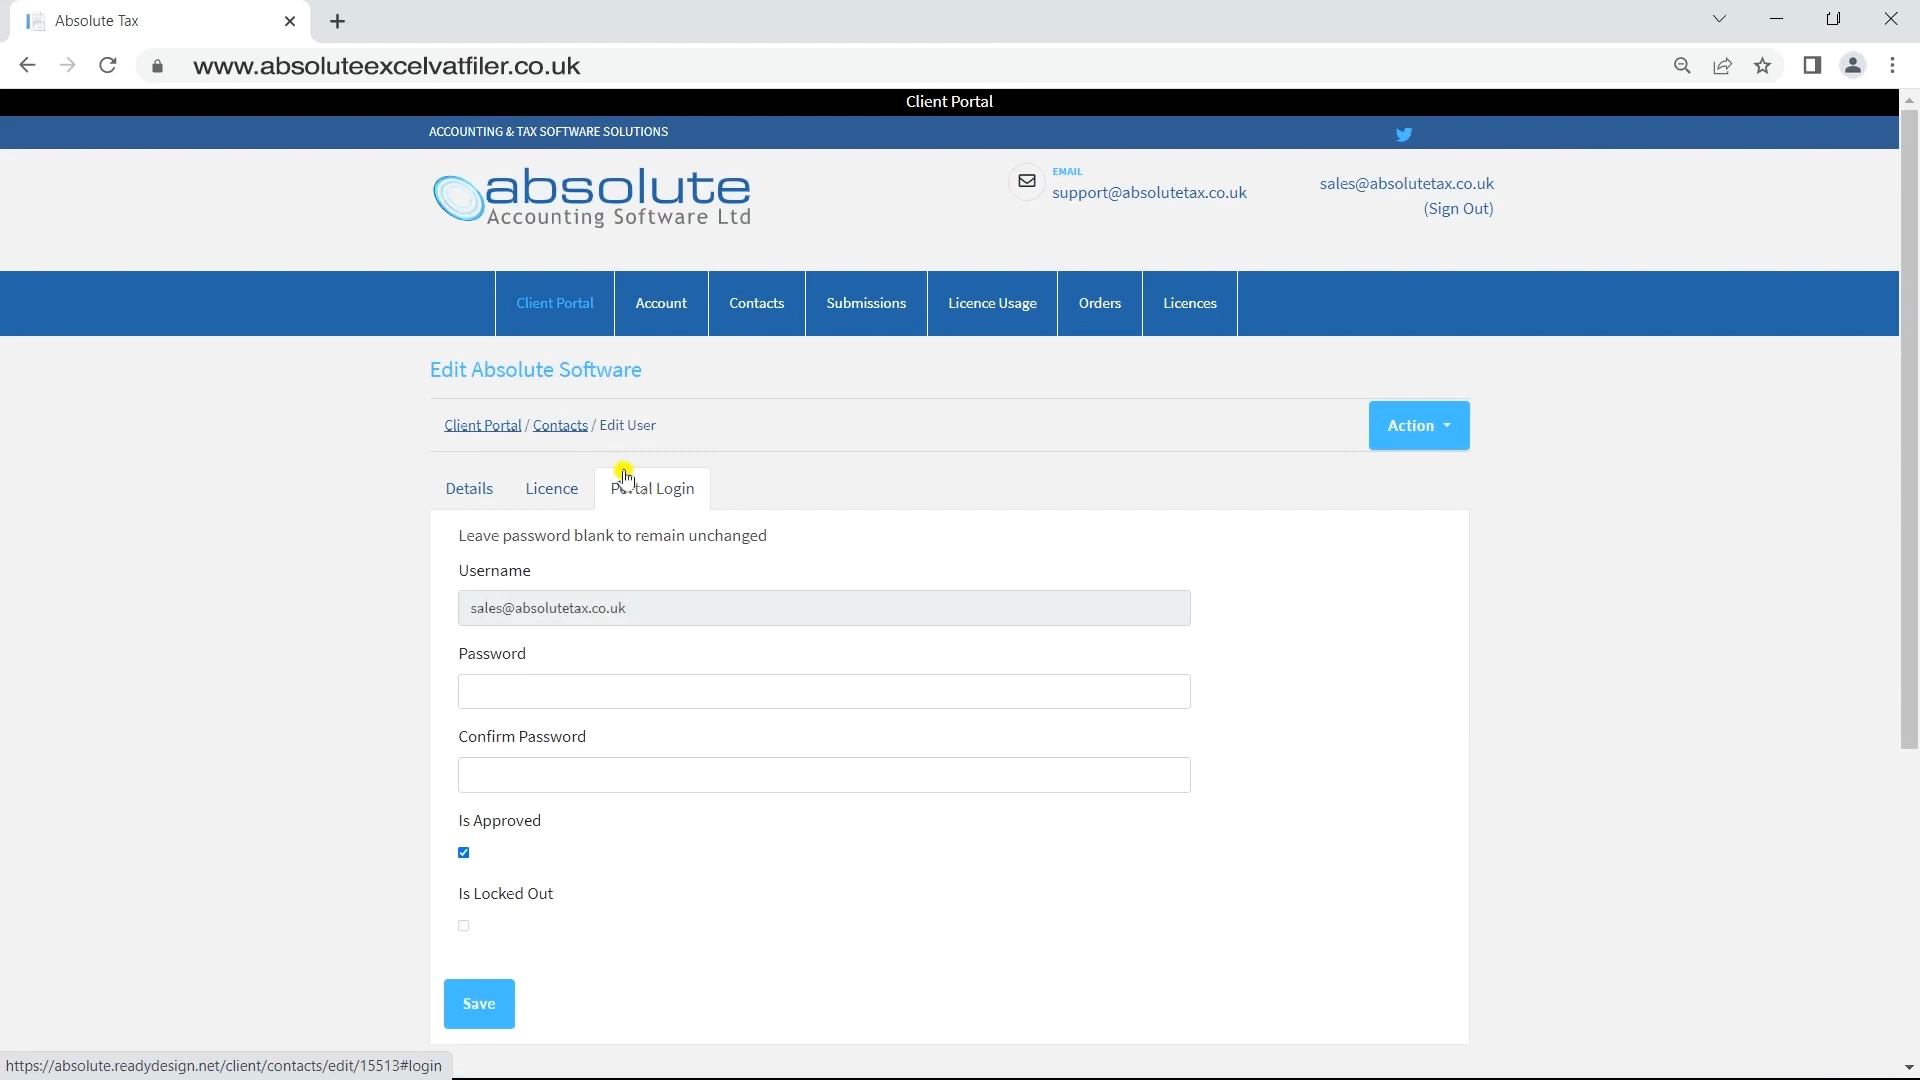 Absolute Tax
www.absoluteexcelvatfiler.co.uk
Client Portal
ACCOUNTING & TAX SOFTWARE SOLUTIONS
absolute
Accounting Software Ltd
EMAIL
support@absolutetax.co.uk
sales@absolutetax.co.uk
(Sign Out)
Client Portal
Account
Contacts
Submissions
Licence Usage
Orders
Licences
Edit Absolute Software
Client Portal / Contacts / Edit User
Action
Details
Licence
Portal Login
Leave password blank to remain unchanged
Username
sales@absolutetax.co.uk
Password
Confirm Password
Is Approved
Is Locked Out
Save
https://absolute.readydesign.net/client/contacts/edit/15513#login